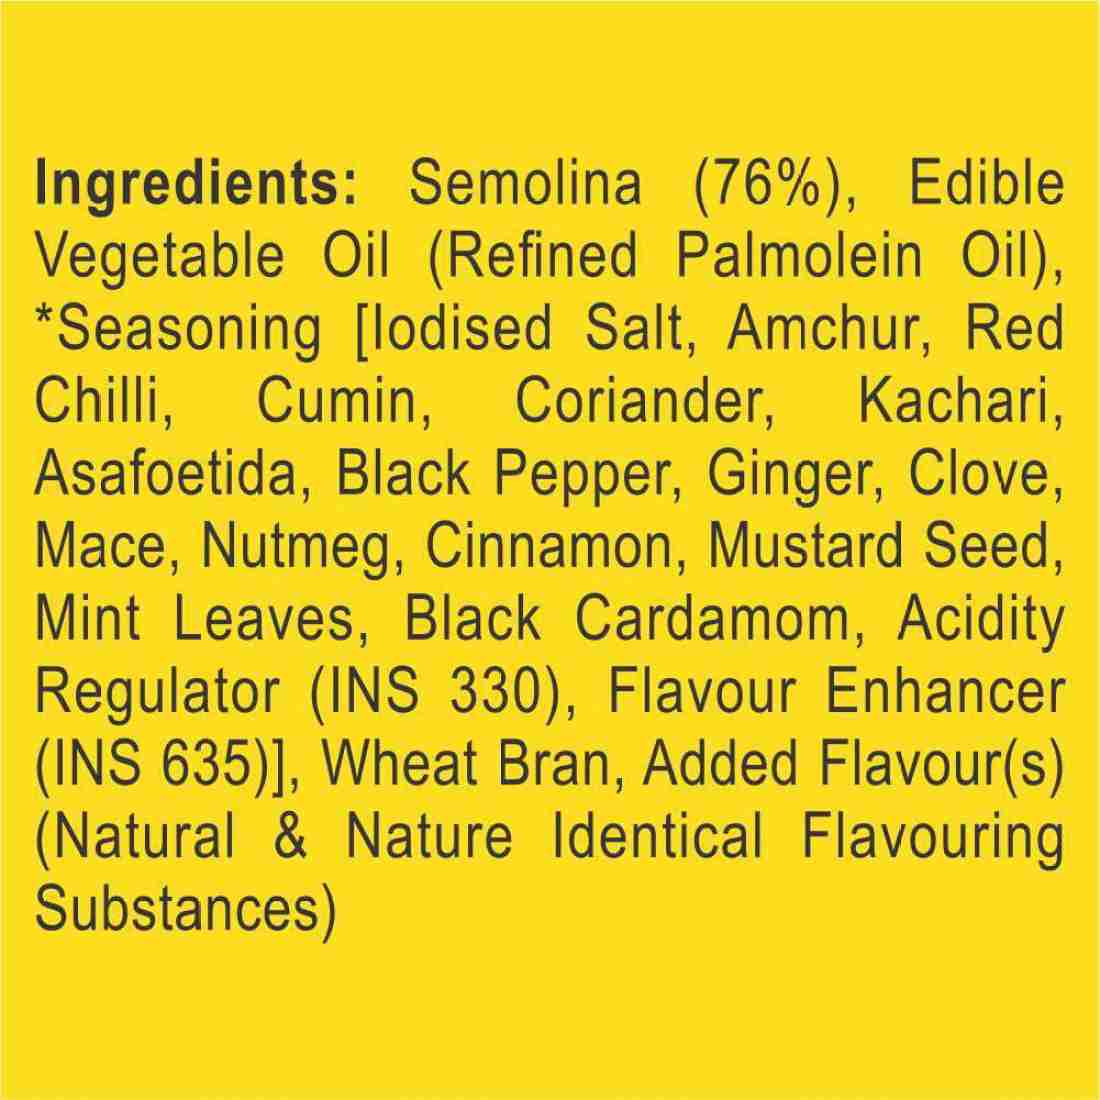 Ingredients: Semolina (76%), Edible
Vegetable Oil (Refined Palmolein Oil),
*Seasoning [Iodised Salt, Amchur, Red
Chilli, Cumin, Coriander, Kachari,
Asafoetida, Black Pepper, Ginger, Clove,
Mace, Nutmeg, Cinnamon, Mustard Seed,
Mint Leaves, Black Cardamom, Acidity
Regulator (INS 330), Flavour Enhancer
(INS 635)], Wheat Bran, Added Flavour(s)
(Natural & Nature Identical Flavouring
Substances)